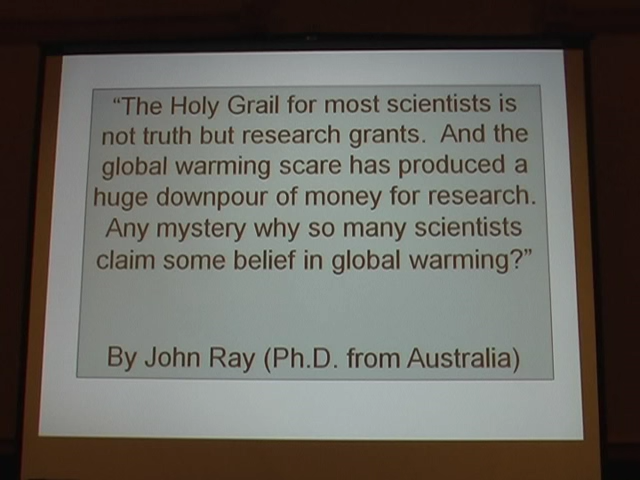 “The Holy Grail for most scientists is
not truth but research grants.  And the
global warming scare has produced a
huge downpour of money for research.
Any mystery why so many scientists
claim some belief in global warming?”
By John Ray (Ph.D. from Australia)